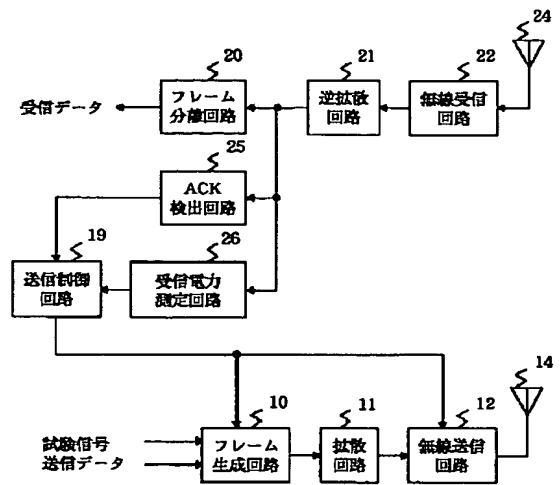 24
20
21
22
受信データ
フレーム
分離回路
逆拡散
回路
無線受信
回路
25
ACK
検出回路
19
26
送信制御
回路
受信電力
測定回路
14
10
11
12
試験信号
送信データ
フレーム
生成回路
拡散
回路
無線送信
回路